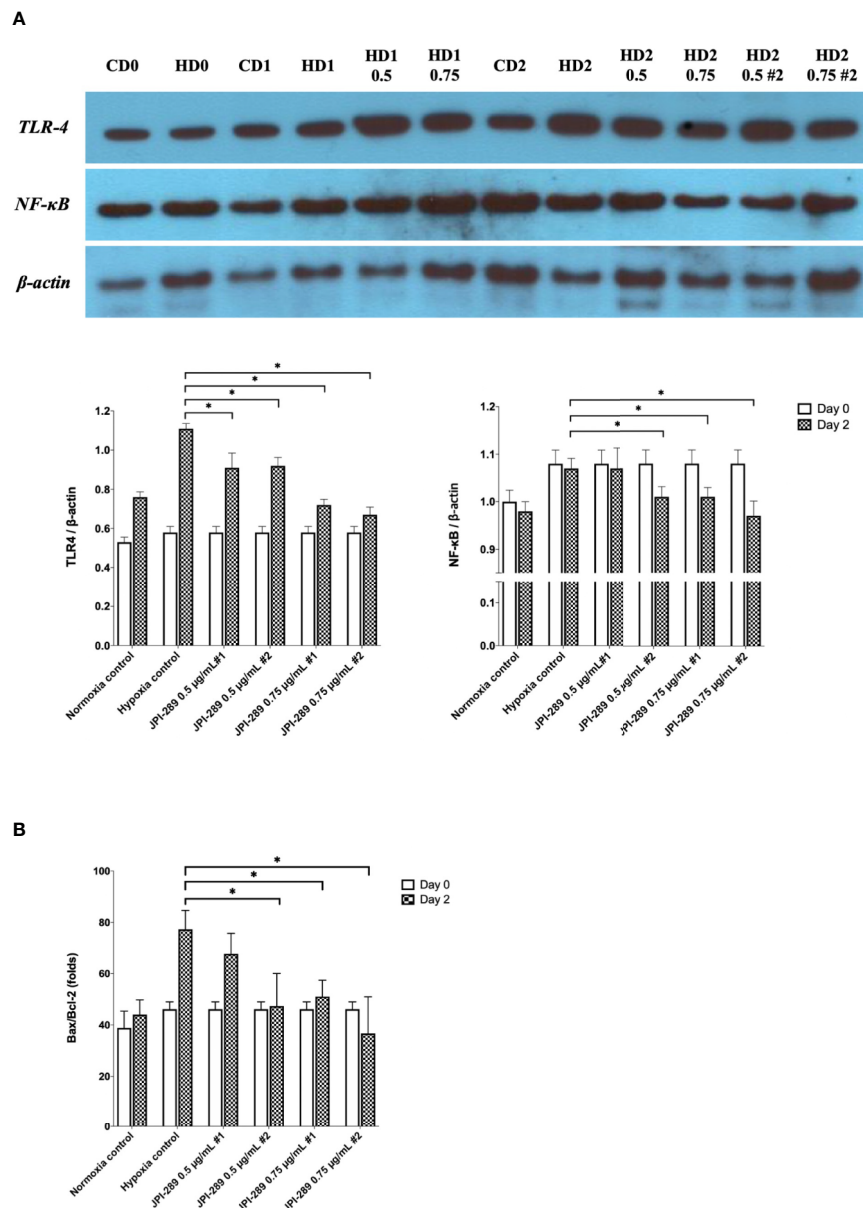 A
CD0 HD0 CD1 HD1 HD1 0.5 HD1 0.75 CD2 HD2 HD2 0.5 HD2 0.75 HD2 0.5 #2 HD2 0.75 #2
TLR-4
NF-κB
β-actin
* * * *
TLR4 / β-actin
1.2
1.0
0.8
0.6
0.4
0.2
0.0
Normoxia control
Hypoxia control
JPI-289 0.5 µg/mL#1
JPI-289 0.5 µg/mL #2
JPI-289 0.75 µg/mL #1
JPI-289 0.75 µg/mL #2
* * *
Day 0
Day 2
NF-κB / β-actin
1.2
1.1
1.0
0.9
0.1
0.1
0.0
Normoxia control
Hypoxia control
JPI-289 0.5 µg/mL#1
JPI-289 0.5 µg/mL #2
JPI-289 0.75 µg/mL #1
JPI-289 0.75 µg/mL #2
B
* * *
Day 0
Day 2
Bax/Bcl-2 (folds)
100
80
60
40
20
0
Normoxia control
Hypoxia control
JPI-289 0.5 µg/mL #1
JPI-289 0.5 µg/mL #2
JPI-289 0.75 µg/mL #1
JPI-289 0.75 µg/mL #2